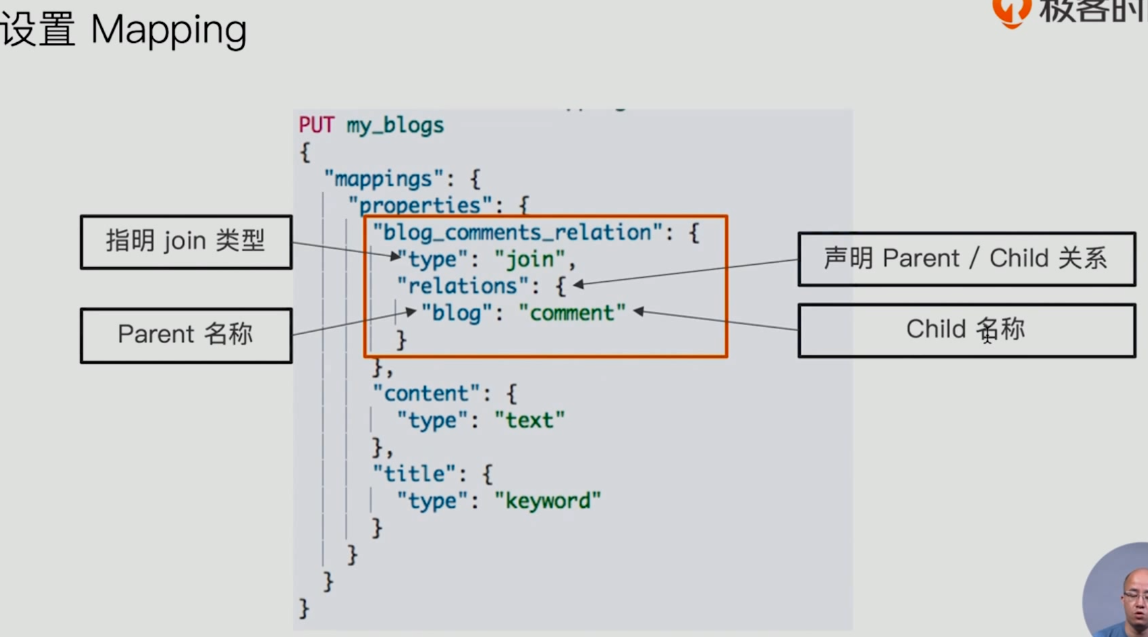 设置 Mapping
极客时
PUT my_blogs
{
"mappings": {
"properties": {
"blog_comments_relation": {
"type": "join",
"relations": {
"blog": "comment"
}
},
"content": {
"type": "text"
},
"title": {
"type": "keyword"
}
}
}
}
指明 join 类型
Parent 名称
声明 Parent / Child 关系
Child 名称